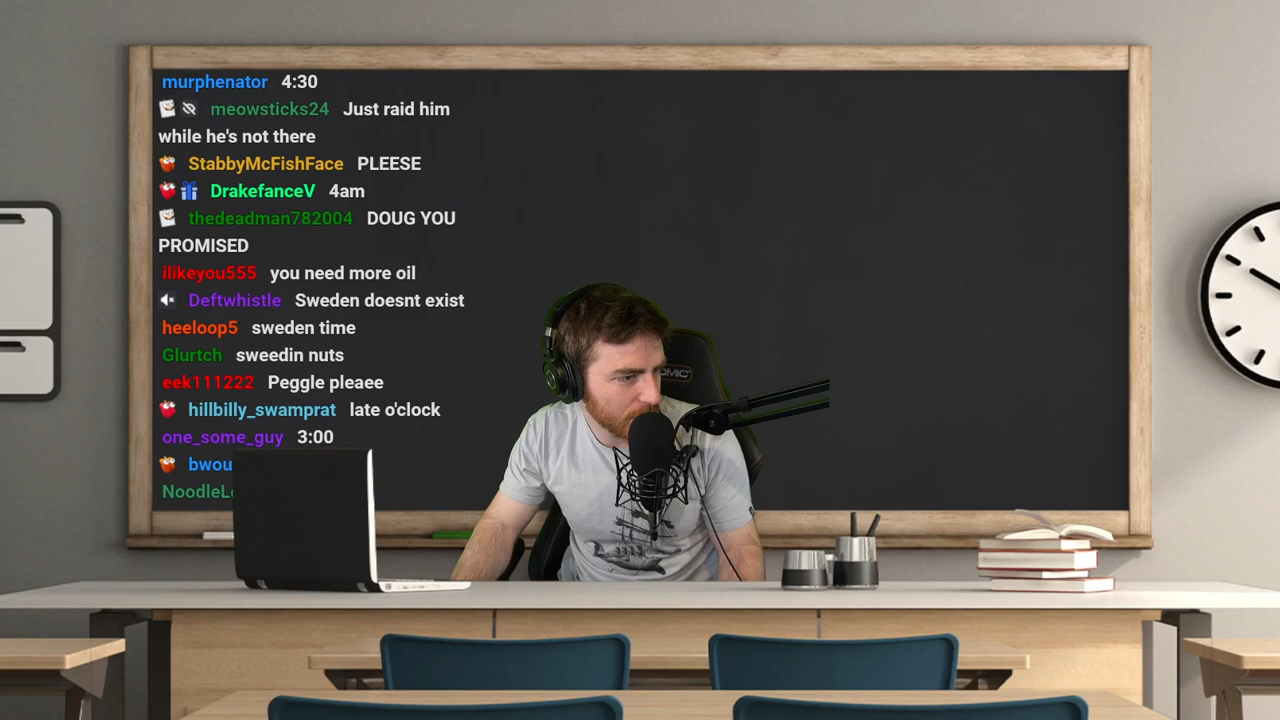 murphenator 4:30
meowsticks24 Just raid him
while he's not there
StabbyMcFishFace PLEESE
DrakefanceV 4am
thedeadman782004 DOUG YOU
PROMISED
ilikeyou555 you need more oil
Deftwhistle Sweden doesnt exist
heeloop5 sweden time
Glurtch sweedin nuts
eek111222 Peggle pleaee
hillbilly_swamprat late o'clock
one_some_guy 3:00